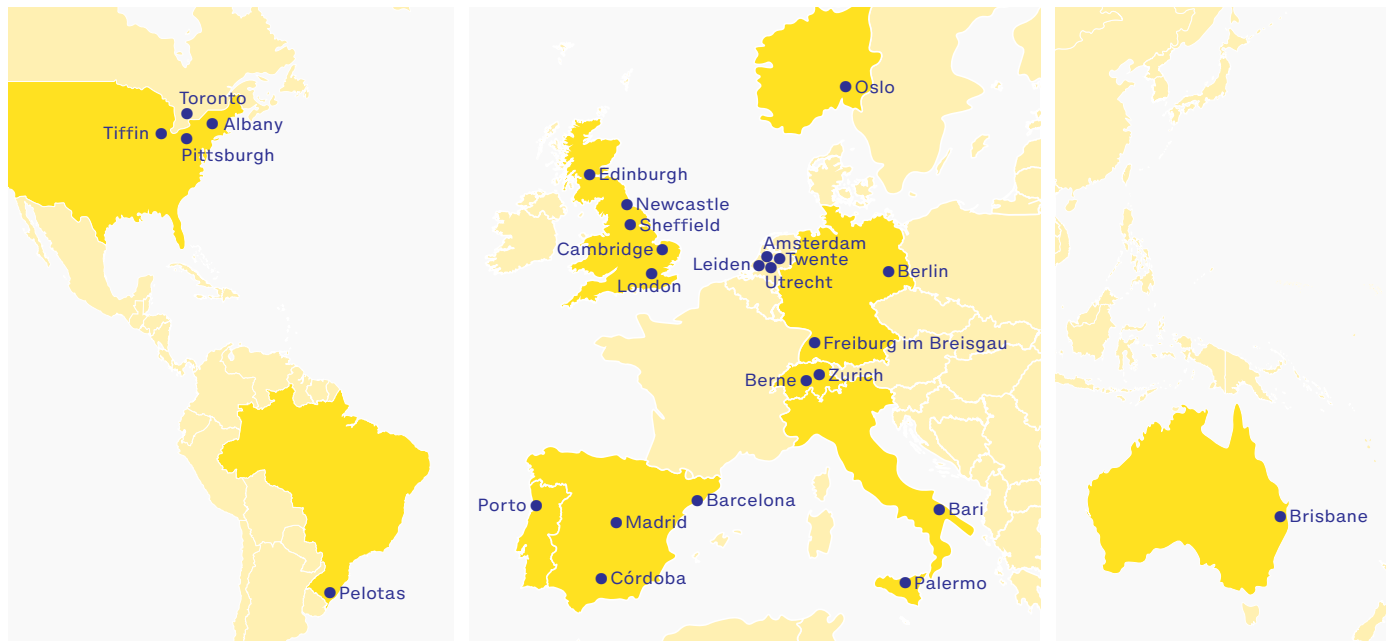 Toronto
Tiffin
Albany
Pittsburgh
Pelotas
Oslo
Edinburgh
Newcastle
Sheffield
Cambridge
London
Amsterdam
Twente
Leiden
Utrecht
Berlin
Freiburg im Breisgau
Berne
Zurich
Porto
Barcelona
Madrid
Córdoba
Bari
Palermo
Brisbane